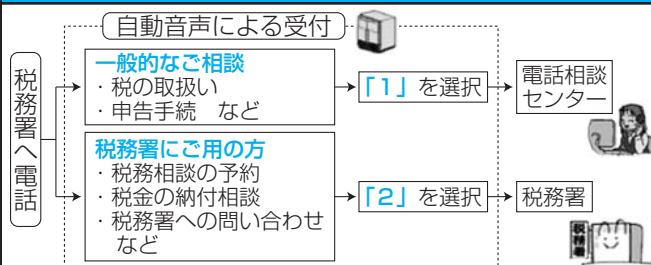 自動音声による受付
税務署へ電話
一般的なご相談
・税の取扱い
・申告手続　など
「1」を選択
電話相談
センター
税務署にご用の方
・税務相談の予約
・税金の納付相談
・税務署への問い合わせ
など
「2」を選択
税務署
税務署